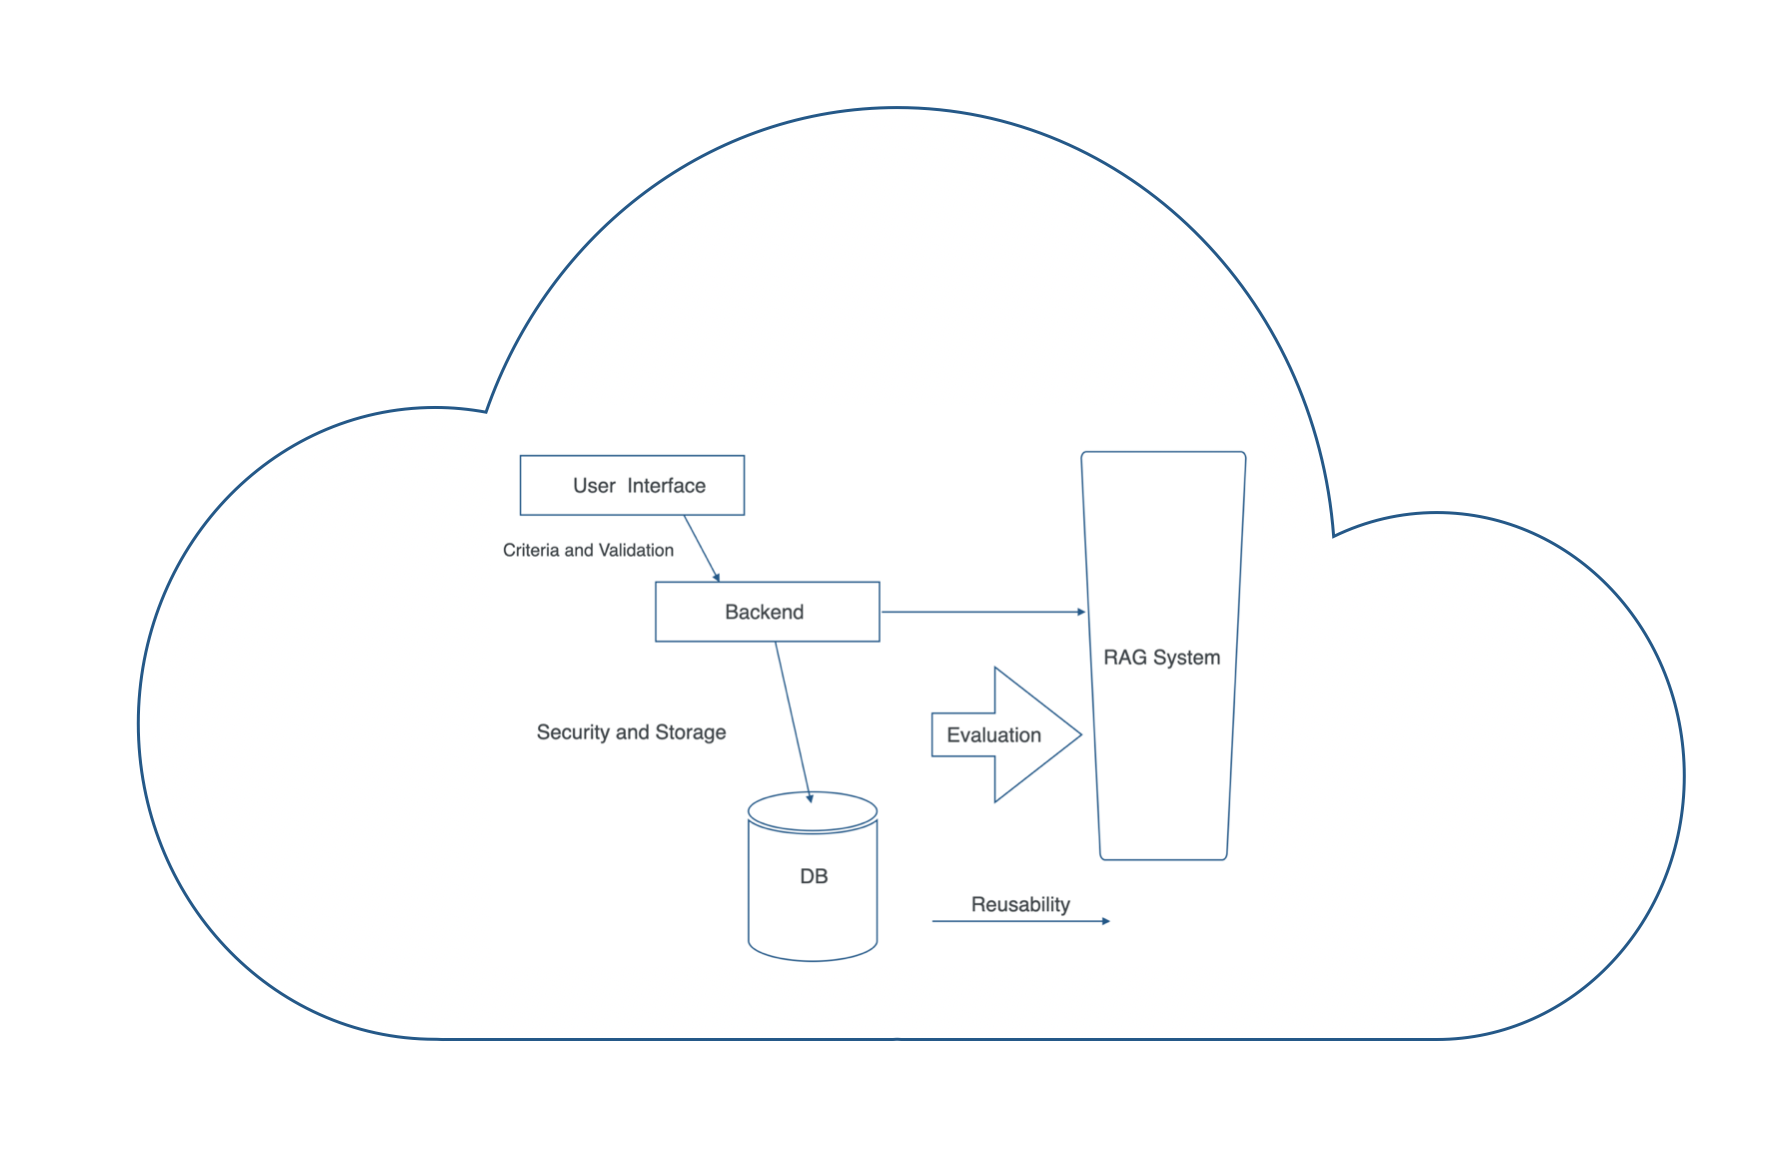 User Interface
Criteria and Validation
Backend
RAG System
Security and Storage
Evaluation
DB
Reusability